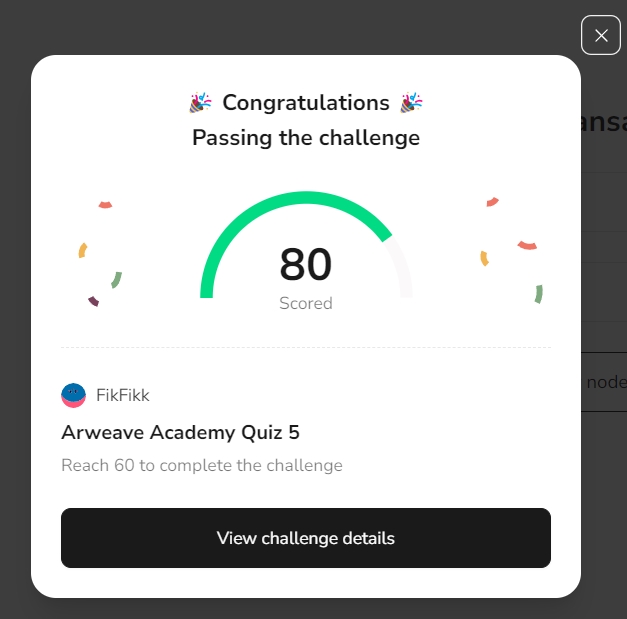 🎉 Congratulations 🎉
Passing the challenge
80
Scored
FikFikk
Arweave Academy Quiz 5
Reach 60 to complete the challenge
View challenge details
node